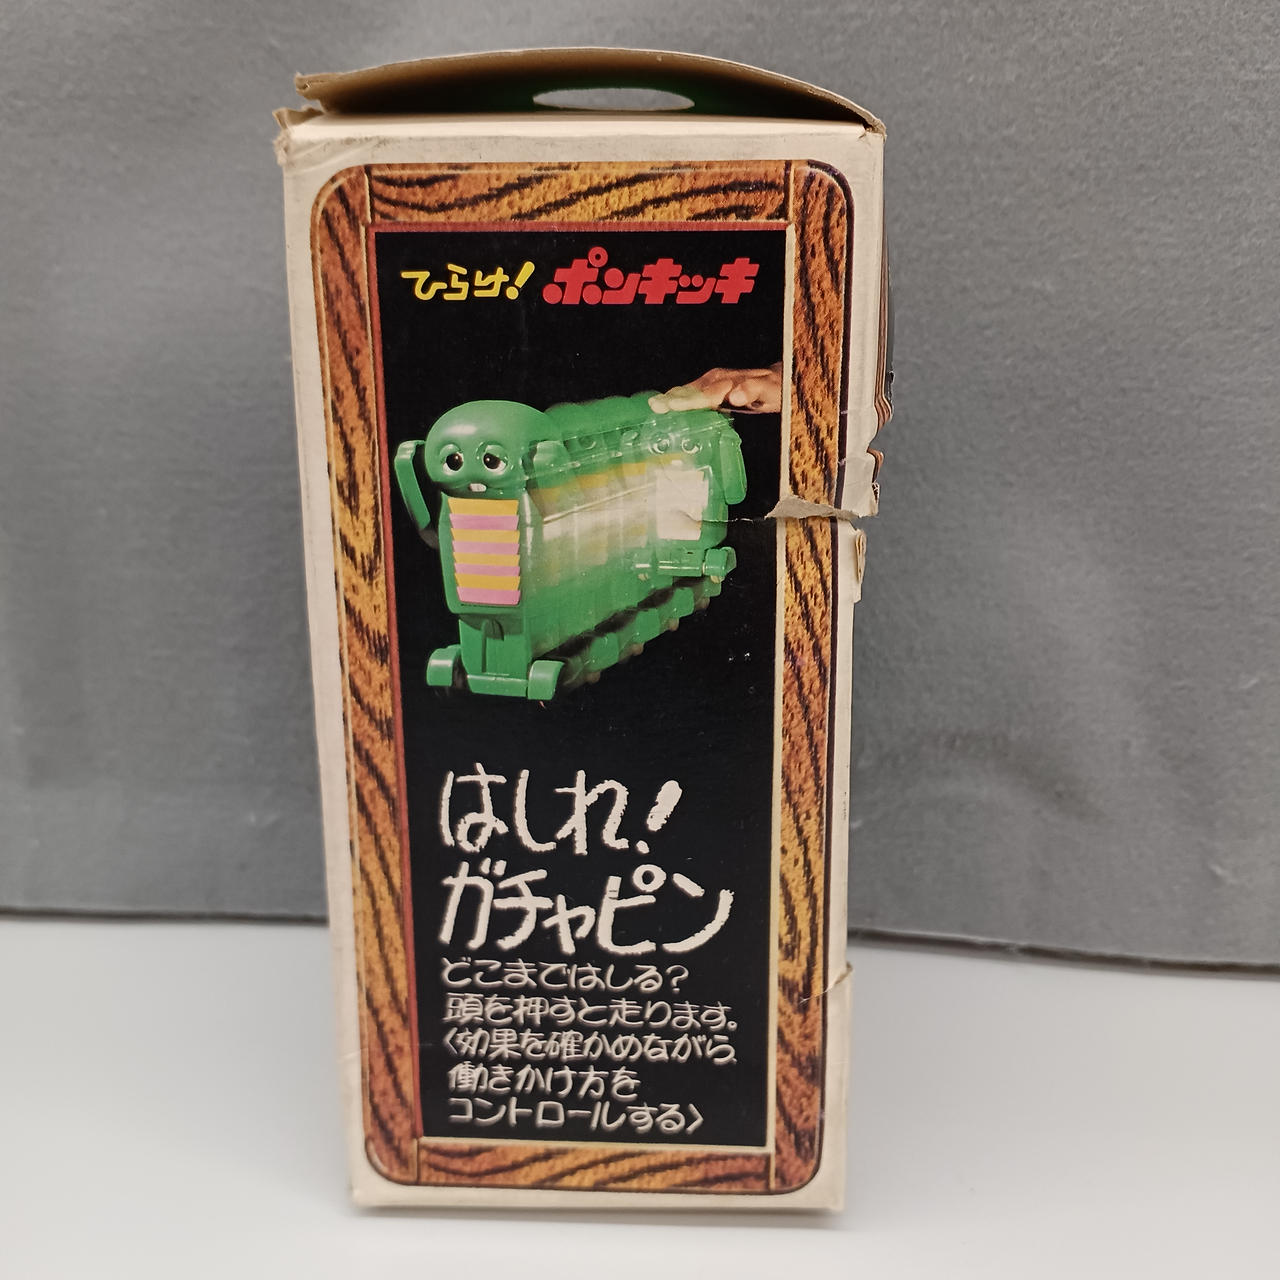 ひらけ!ポンキッキ
はしれ!
ガチャピン
どこまではしる?
頭を押すと走ります。
〈効果を確かめながら、
働きかけ方を
コントロールする〉